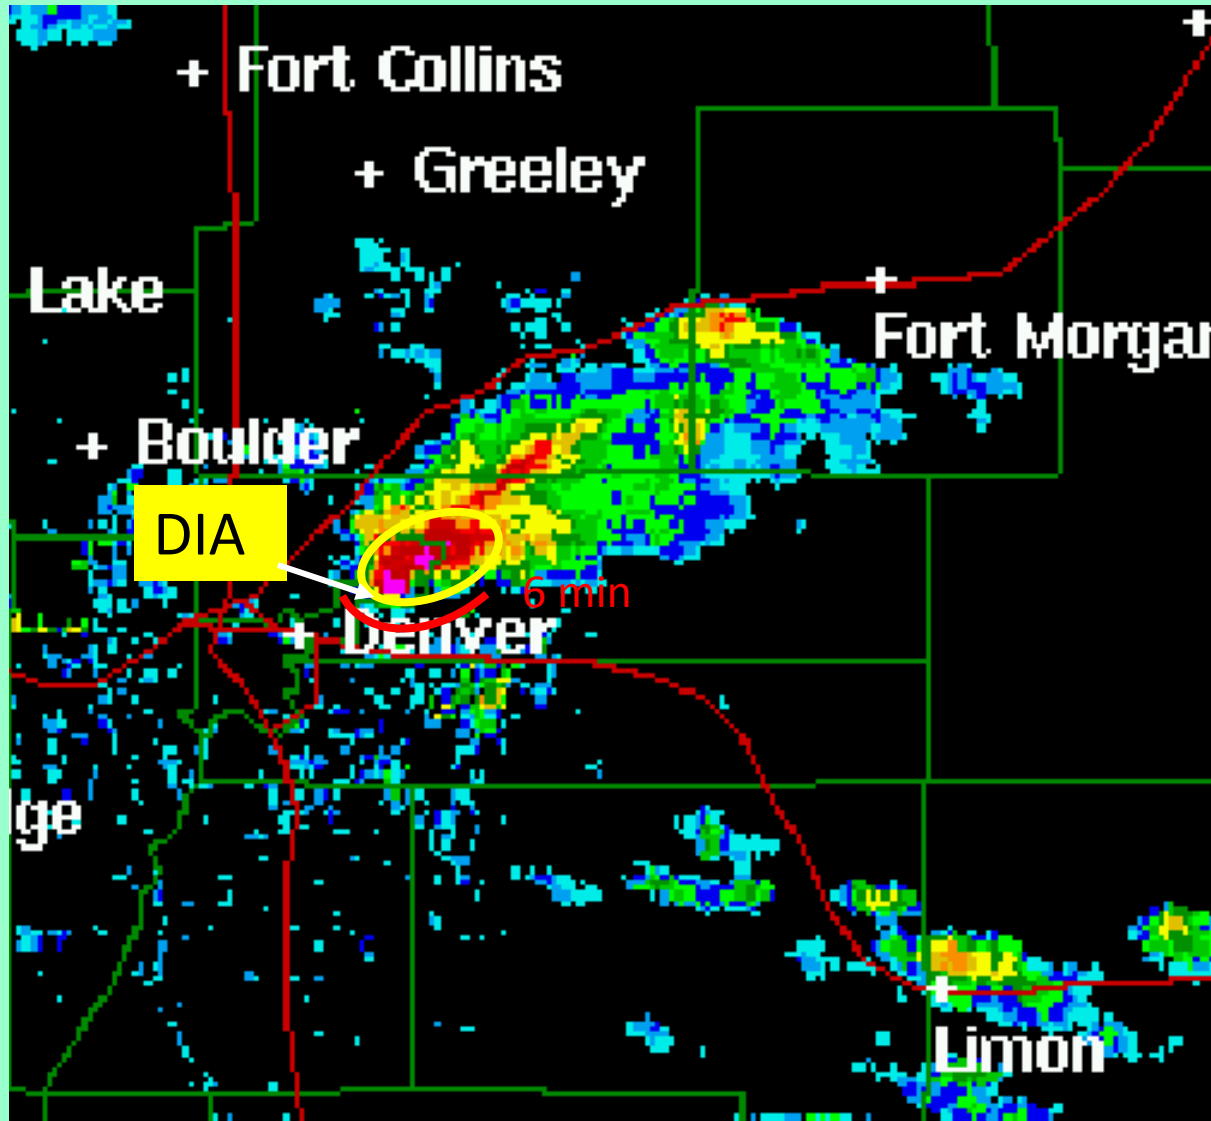 Fort Collins
Greeley
Lake
Fort Morgan
Boulder
DIA
6 min
Denver
ge
Limon